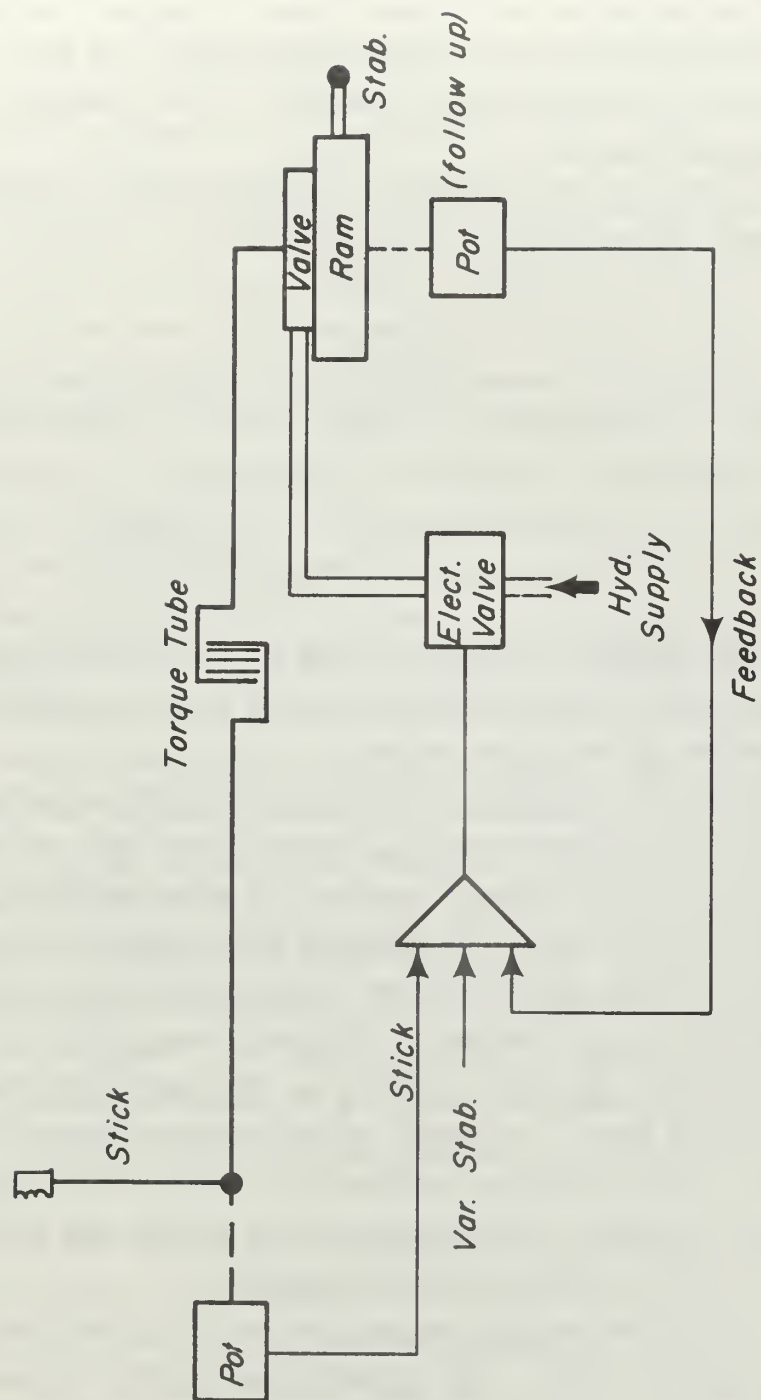 Stick
Torque Tube
Valve
Ram
Stab.
Pot
(follow up)
Pot
Stick
Var. Stab.
Elect.
Valve
Hyd.
Supply
Feedback